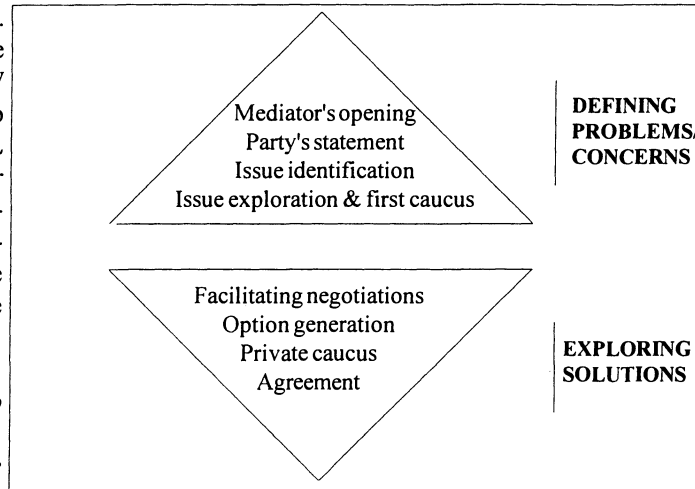 Mediator's opening
Party's statement
Issue identification
Issue exploration & first caucus
DEFINING
PROBLEMS/
CONCERNS
Facilitating negotiations
Option generation
Private caucus
Agreement
EXPLORING
SOLUTIONS